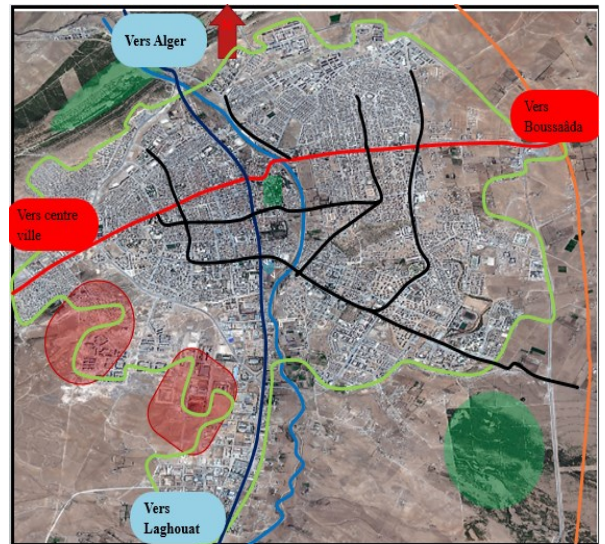 Vers Alger
Vers
Boussaâda
Vers centre
ville
Vers
Laghouat